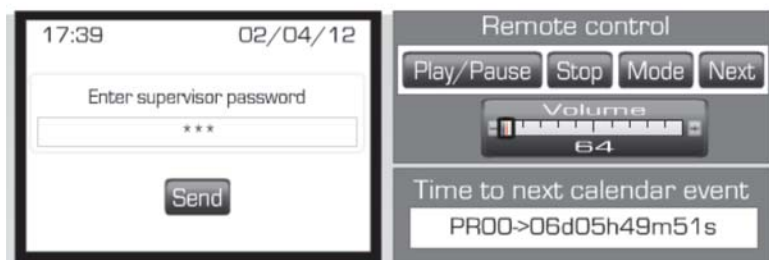 17:39 02/04/12
Enter supervisor password
***
Send
Remote control
Play/Pause Stop Mode Next
Volume
64
Time to next calendar event
PR00->06d05h49m51s